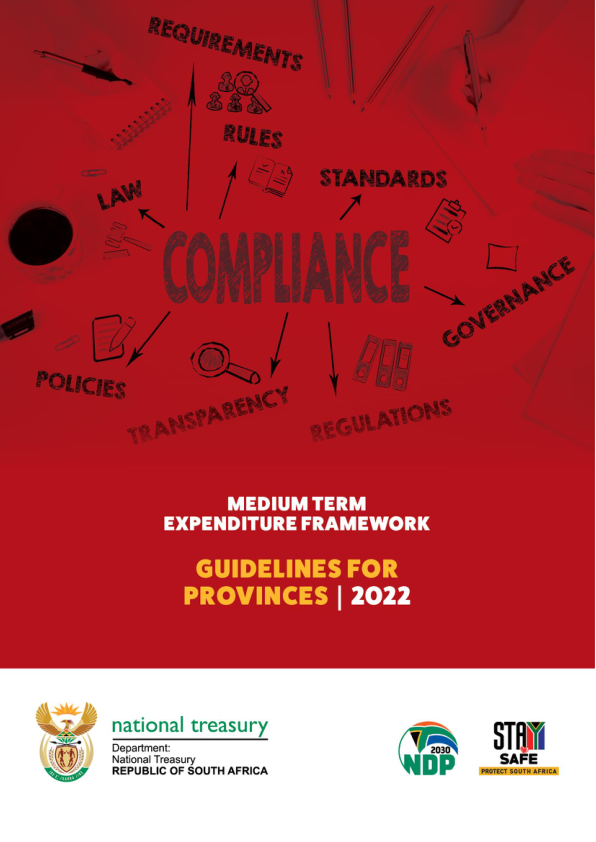 REQUIREMENTS
RULES
STANDARDS
LAW
COMPLIANCE
GOVERNANCE
POLICIES
TRANSPARENCY
REGULATIONS
MEDIUM TERM
EXPENDITURE FRAMEWORK
GUIDELINES FOR
PROVINCES | 2022
national treasury
Department:
National Treasury
REPUBLIC OF SOUTH AFRICA
2030
NDP
STAY
SAFE
PROTECT SOUTH AFRICA